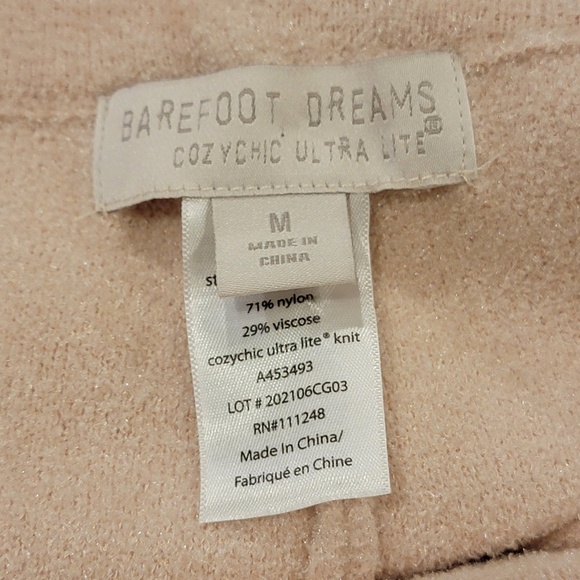 BAREFOOT DREAMS
COZYCHIC ULTRA LITE®
M
MADE IN
CHINA
st
71% nylon
29% viscose
cozychic ultra lite® knit
A453493
LOT # 202106CG03
RN#111248
Made In China/
Fabriqué en Chine